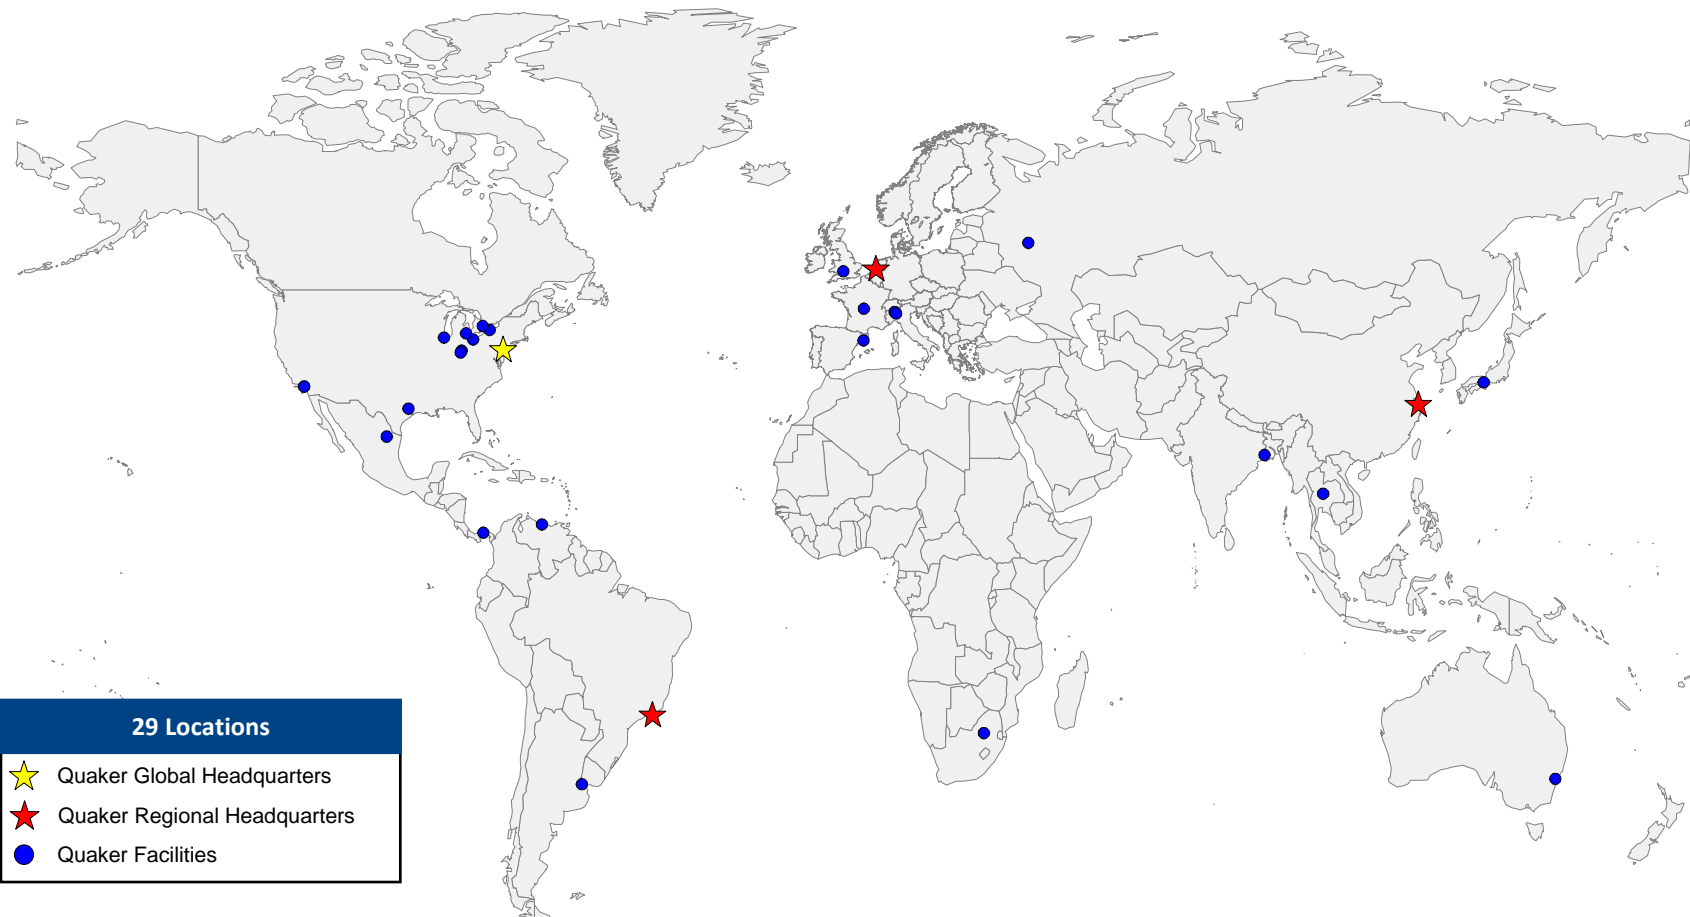 29 Locations
Quaker Global Headquarters
Quaker Regional Headquarters
Quaker Facilities